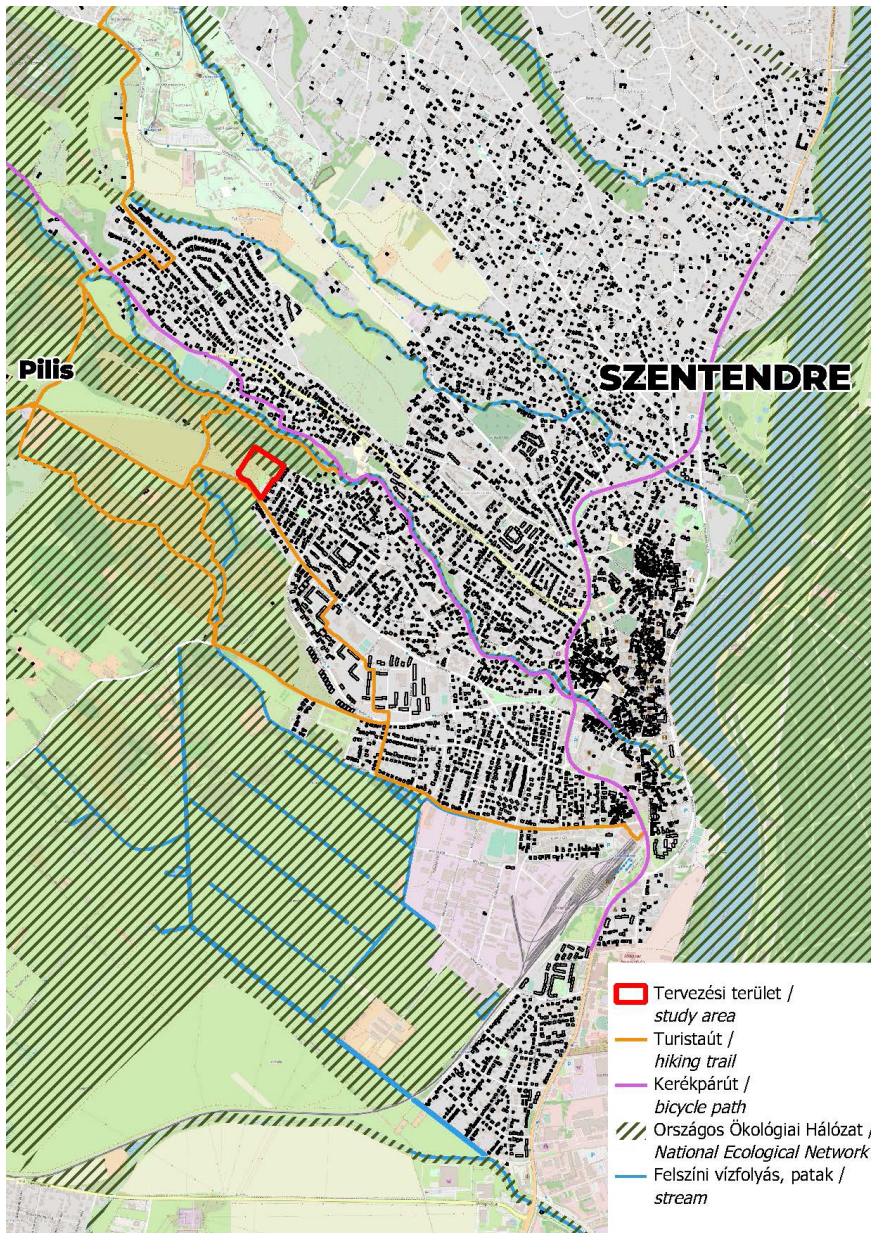 Pilis
SZENTENDRE
Tervezési terület /
study area
Turistaút /
hiking trail
Kerékpárút /
bicycle path
Országos Ökológiai Hálózat /
National Ecological Network
Felszíni vízfolyás, patak /
stream